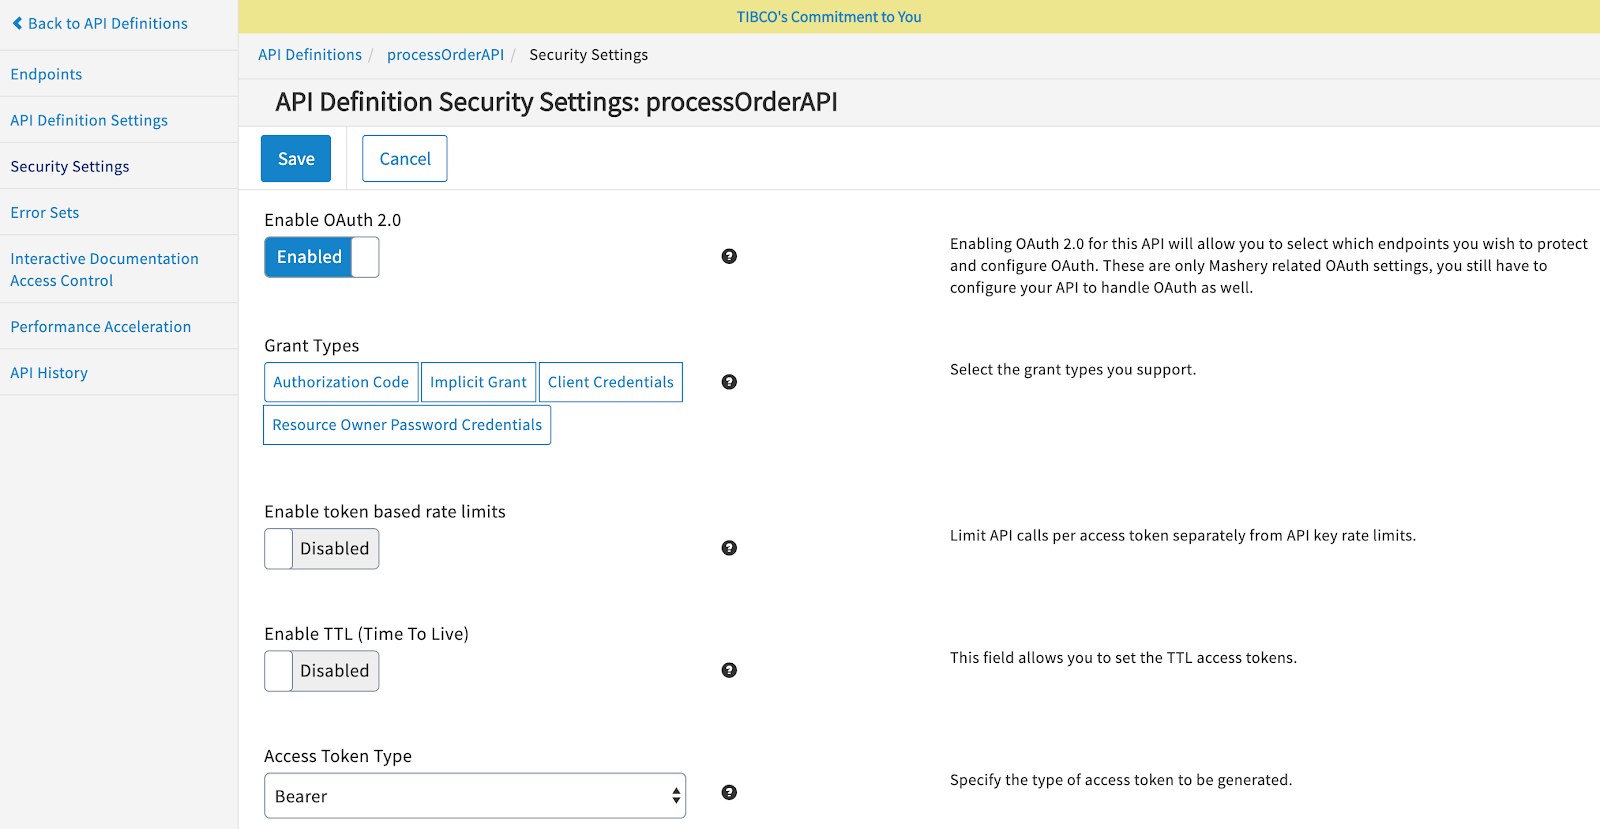 Back to API Definitions
Endpoints
API Definition Settings
Security Settings
Error Sets
Interactive Documentation
Access Control
Performance Acceleration
API History
TIBCO's Commitment to You
API Definitions / processOrderAPI / Security Settings
API Definition Security Settings: processOrderAPI
Save Cancel
Enable OAuth 2.0
Enabled
?
Enabling OAuth 2.0 for this API will allow you to select which endpoints you wish to protect
and configure OAuth. These are only Mashery related OAuth settings, you still have to
configure your API to handle OAuth as well.
Grant Types
Authorization Code Implicit Grant Client Credentials
Resource Owner Password Credentials
?
Select the grant types you support.
Enable token based rate limits
Disabled
?
Limit API calls per access token separately from API key rate limits.
Enable TTL (Time To Live)
Disabled
?
This field allows you to set the TTL access tokens.
Access Token Type
Bearer
?
Specify the type of access token to be generated.